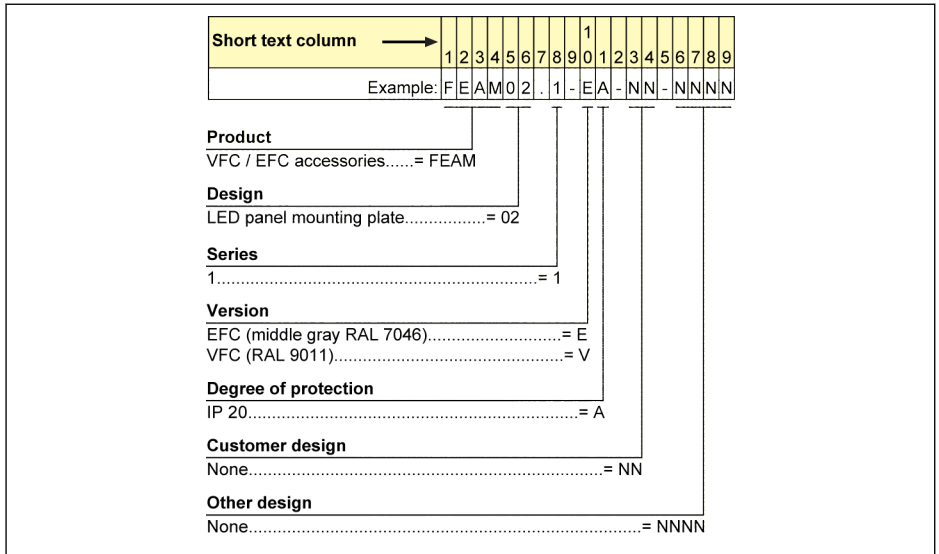 Short text column
1
1 2 3 4 5 6 7 8 9 0 1 2 3 4 5 6 7 8 9
Example: F E A M 0 2 . 1 - E A - N N - N N N N
Product
VFC / EFC accessories......= FEAM
Design
LED panel mounting plate.................= 02
Series
1....................................................................= 1
Version
EFC (middle gray RAL 7046)............................= E
VFC (RAL 9011)................................................= V
Degree of protection
IP 20.....................................................................= A
Customer design
None..........................................................................= NN
Other design
None..................................................................................= NNNN